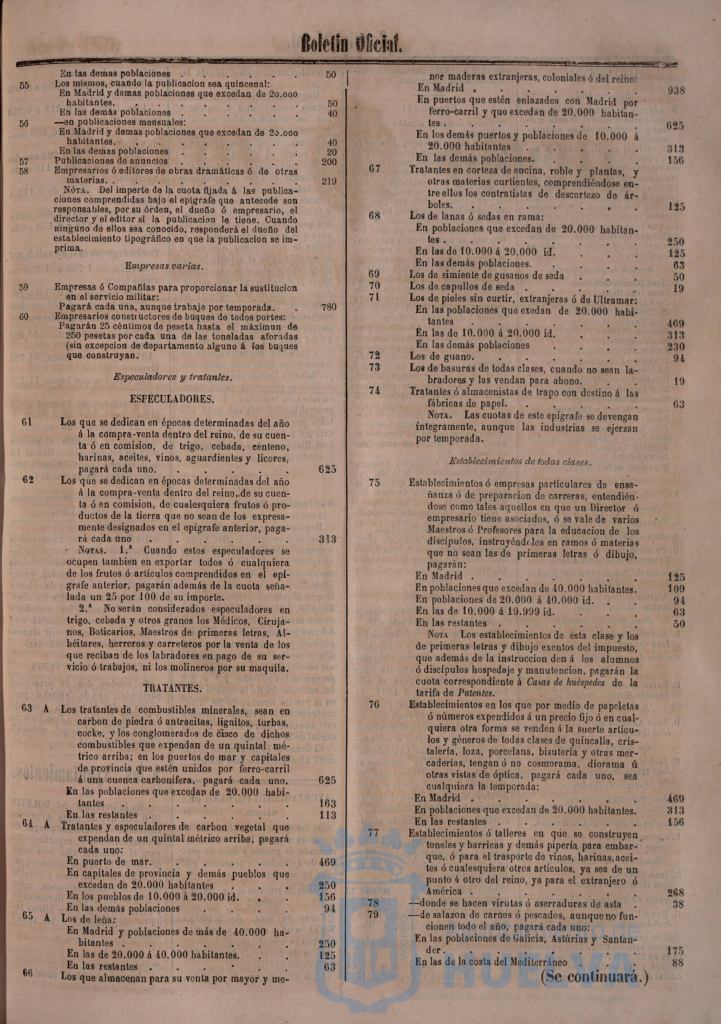 Boletin Oficial.
En las demas poblaciones . . . . . 50
55 Los mismos, cuando la publicacion sea quincenal:
En Madrid y demas poblaciones que excedan de 20.000
habitantes. . . . . . . 50
En las demas poblaciones . . . . . 40
56 —en publicaciones mensuales:
En Madrid y demas poblaciones que excedan de 20.000
habitantes. . . . . . . 40
En las demas poblaciones . . . . . 20
57 Publicaciones de anuncios . . . . . 200
58 Empresarios ó editores de obras dramáticas ó de otras
materias. . . . . . . 219
NOTA. Del importe de la cuota fijada á las publica-
ciones comprendidas bajo el epígrafe que antecede son
responsables, por su órden, el dueño ó empresario, el
director y el editor si la publicacion le tiene. Cuando
ninguno de ellos sea conocido, responderá el dueño del
establecimiento tipográfico en que la publicacion se im-
prima.
Empresas varias.
59 Empresas ó Compañías para proporcionar la sustitucion
en el servicio militar:
Pagará cada una, aunque trabaje por temporada. . 780
60 Empresarios constructores de buques de todos portes:
Pagarán 25 céntimos de peseta hasta el máximun de
250 pesetas por cada una de las toneladas aforadas
(sin excepcion de departamento alguno á los buques
que construyan.
Especuladores y tratantes.
ESPECULADORES.
61 Los que se dedican en épocas determinadas del año
á la compra-venta dentro del reino, de su cuen-
ta ó en comision, de trigo, cebada, centeno,
harinas, aceites, vinos, aguardientes y licores,
pagará cada uno. . . . . . 625
62 Los que se dedican en épocas determinadas del año
á la compra-venta dentro del reino, de su cuen-
ta ó en comision, de cualesquiera frutos ó pro-
ductos de la tierra que no sean de los expresa-
mente designados en el epígrafe anterior, paga-
rá cada uno . . . . . . 313
NOTAS. 1.ª Cuando estos especuladores se
ocupen tambien en exportar todos ó cualquiera
de los frutos ó artículos comprendidos en el epí-
grafe anterior, pagarán además de la cuota seña-
lada un 25 por 100 de su importe.
2.ª No serán considerados especuladores en
trigo, cebada y otros granos los Médicos, Ciruja-
nos, Boticarios, Maestros de primeras letras, Al-
béitares, herreros y carreteros por la venta de los
que reciban de los labradores en pago de su ser-
vicio ó trabajos, ni los molineros por su maquila.
TRATANTES.
63 A Los tratantes de combustibles minerales, sean en
carbon de piedra ó antracitas, lignitos, turbas,
cocke, y los conglomerados de cisco de dichos
combustibles que expendan de un quintal mé-
trico arriba; en los puertos de mar y capitales
de provincia que estén unidos por ferro-carril
á una cuenca carbonífera, pagará cada uno. 625
En las poblaciones que excedan de 20.000 habi-
tantes . . . . . . . 163
En las restantes . . . . . . 113
64 A Tratantes y especuladores de carbon vegetal que
expendan de un quintal métrico arriba, pagará
cada uno:
En puerto de mar. . . . . . 469
En capitales de provincia y demás pueblos que
excedan de 20.000 habitantes . . . 250
En los pueblos de 10.000 á 20.000 id. . . 156
En las demás poblaciones . . . . 94
65 A Los de leña:
En Madrid y poblaciones de más de 40.000 ha-
bitantes . . . . . . . 250
En las de 20.000 á 40.000 habitantes. . . 125
En las restantes . . . . . . 63
66 Los que almacenan para su venta por mayor y me-
nor maderas extranjeras, coloniales ó del reino:
En Madrid . . . . . . . 938
En puertos que estén enlazados con Madrid por
ferro-carril y que excedan de 20.000 habitan-
tes . . . . . . . . 625
En los demás puertos y poblaciones de 10.000 á
20.000 habitantes . . . . . 313
En las demás poblaciones. . . . . 156
67 Tratantes en corteza de encina, roble y plantas, y
otras materias curtientes, comprendiéndose en-
tre ellos los contratistas de descortezo de ár-
boles. . . . . . . . 125
68 Los de lanas ó sedas en rama:
En poblaciones que excedan de 20.000 habitan-
tes . . . . . . . . 250
En las de 10.000 á 20.000 id. . . . . 125
En las demás poblaciones. . . . . 63
69 Los de simiente de gusanos de seda . . . 50
70 Los de capullos de seda . . . . . 19
71 Los de pieles sin curtir, extranjeros ó de Ultramar:
En las poblaciones que exedan de 20.000 habi-
tantes . . . . . . . 469
En las de 10.000 á 20.000 id. . . . . 313
En las demás poblaciones . . . . 230
72 Los de guano. . . . . . . 94
73 Los de basuras de todas clases, cuando no sean la-
bradores y las vendan para abono. . . . 19
74 Tratantes ó almacenistas de trapo con destino á las
fábricas de papel. . . . . . 63
NOTA. Las cuotas de este epígrafe se devengan
íntegramente, aunque las industrias se ejerzan
por temporada.
Establecimientos de todas clases.
75 Establecimientos ó empresas particulares de ense-
ñanza ó de preparacion de carreras, entendién-
dose como tales aquellos en que un Director ó
empresario tiene asociados, ó se vale de varios
Maestros ó Profesores para la educacion de los
discípulos, instruyéndolos en ramos ó materias
que no sean las de primeras letras ó dibujo,
pagarán:
En Madrid . . . . . . . 125
En poblaciones que excedan de 40.000 habitantes. 109
En poblaciones de 20.000 á 40.000 id. . . 94
En las de 10.000 á 19.999 id. . . . . 63
En las restantes . . . . . . 50
NOTA Los establecimientos de esta clase y los
de primeras letras y dibujo exentos del impuesto,
que además de la instruccion den á los alumnos
ó discípulos hospedaje y manutencion, pagarán la
cuota correspondiente á Casas de huéspedes de la
tarifa de Patentes.
76 Establecimientos en los que por medio de papeletas
ó números expendidos á un precio fijo ó en cual-
quiera otra forma se venden á la suerte artícu-
los y géneros de todas clases de quincalla, cris-
talería, loza, porcelana, bisutería y otras mer-
caderías, tengan ó no cosmorama, diorama ú
otras vistas de óptica, pagará cada uno, sea
cualquiera la temporada:
En Madrid . . . . . . . 469
En poblaciones que excedan de 20.000 habitantes. 313
En las restantes . . . . . . 156
77 Establecimientos ó talleres en que se construyen
toneles y barricas y demás pipería para embar-
que, ó para el trasporte de vinos, harinas, acei-
tes ó cualesquiera otros artículos, ya sea de un
punto á otro del reino, ya para el extranjero ó
América . . . . . . . 268
78 —donde se hacen virutas ó aserraduras de asta . 38
79 —de salazon de carnes ó pescados, aunque no fun-
cionen todo el año, pagará cada uno:
En las poblaciones de Galicia, Astúrias y Santan-
der. . . . . . . . 175
En las de la costa del Mediterráneo . . . 88
(Se continuará.)
HUELVA